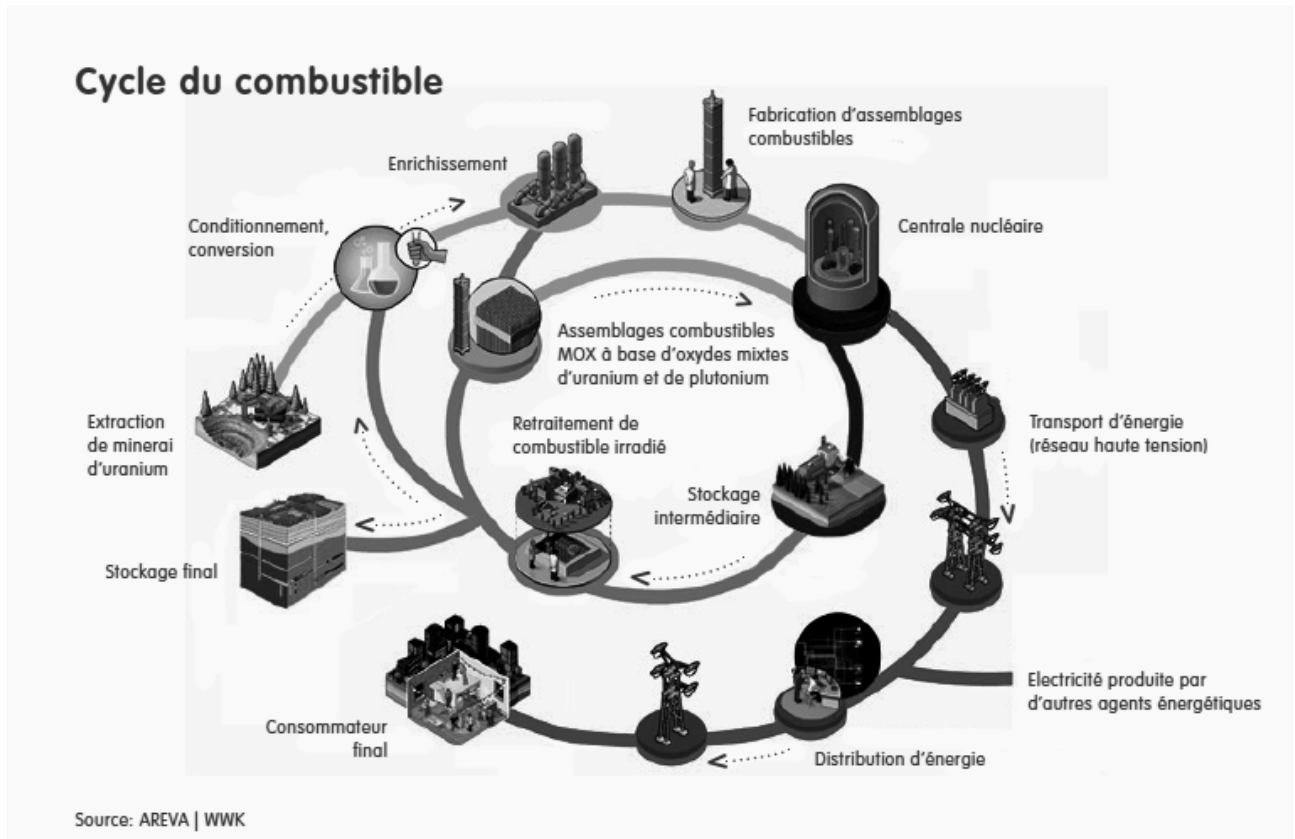 Cycle du combustible
Fabrication d'assemblages
combustibles
Enrichissement
Conditionnement,
conversion
Centrale nucléaire
Assemblages combustibles
MOX à base d'oxydes mixtes
d'uranium et de plutonium
Extraction
de minerai
d'uranium
Retraitement de
combustible irradié
Transport d'énergie
(réseau haute tension)
Stockage
intermédiaire
Stockage final
Electricité produite par
d'autres agents énergétiques
Consommateur
final
Distribution d'énergie
Source: AREVA | WWK